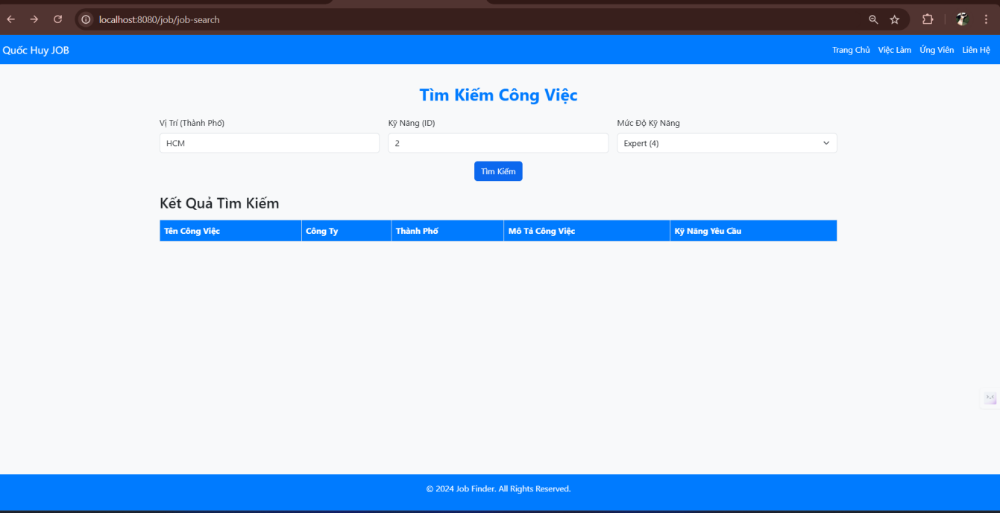 localhost:8080/job/job-search
Quốc Huy JOB
Trang Chủ Việc Làm Ứng Viên Liên Hệ
Tìm Kiếm Công Việc
Vị Trí (Thành Phố) Kỹ Năng (ID) Mức Độ Kỹ Năng
HCM 2 Expert (4)
Tìm Kiếm
Kết Quả Tìm Kiếm
Tên Công Việc Công Ty Thành Phố Mô Tả Công Việc Kỹ Năng Yêu Cầu
© 2024 Job Finder. All Rights Reserved.